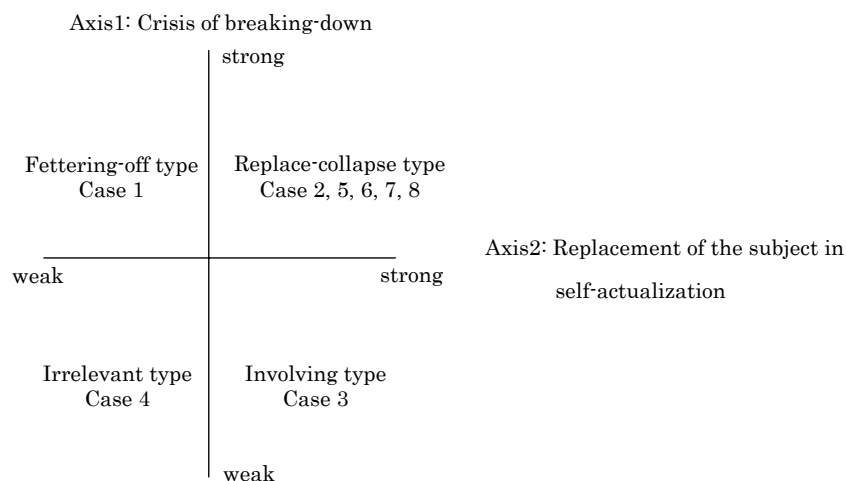 Axis1: Crisis of breaking-down
strong
Fettering-off type
Case 1
Replace-collapse type
Case 2, 5, 6, 7, 8
Axis2: Replacement of the subject in
self-actualization
weak
strong
Irrelevant type
Case 4
Involving type
Case 3
weak